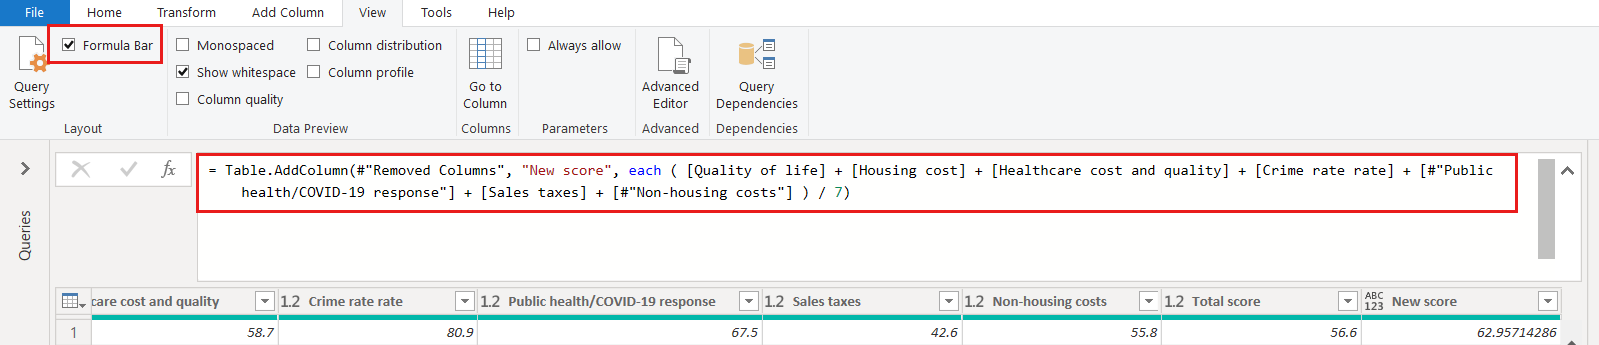 File Home Transform Add Column View Tools Help
Formula Bar Monospaced Column distribution Always allow
Show whitespace Column profile
Column quality
Query Settings Go to Column Advanced Editor Query Dependencies
Layout Data Preview Columns Parameters Advanced Dependencies
fx = Table.AddColumn(#"Removed Columns", "New score", each ( [Quality of life] + [Housing cost] + [Healthcare cost and quality] + [Crime rate rate] + [#"Public
health/COVID-19 response"] + [Sales taxes] + [#"Non-housing costs"] ) / 7)
Queries
care cost and quality 1.2 Crime rate rate 1.2 Public health/COVID-19 response 1.2 Sales taxes 1.2 Non-housing costs 1.2 Total score ABC 123 New score
1 58.7 80.9 67.5 42.6 55.8 56.6 62.95714286